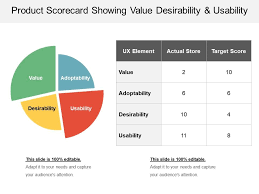 Product Scorecard Showing Value Desirability & Usability
Value
Adoptability
Desirability
Usability
UX Element Actual Store Target Score
Value 2 10
Adoptability 6 6
Desirability 10 4
Usability 11 8
This slide is 100% editable.
Adapt it to your needs and capture
your audience's attention.
This slide is 100% editable.
Adapt it to your needs and capture
your audience's attention.